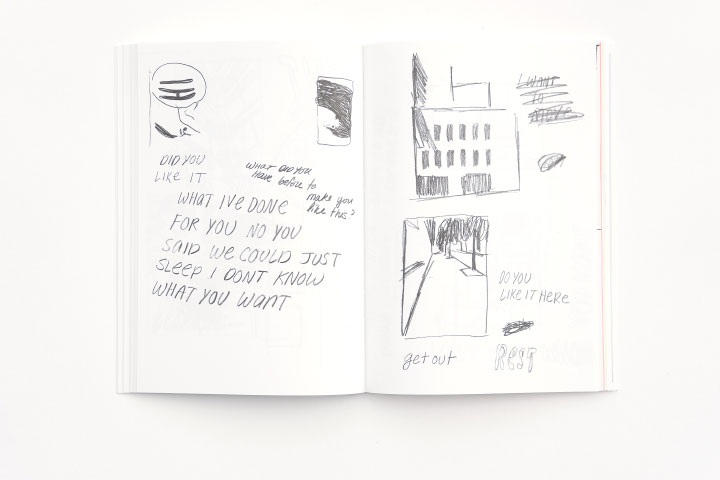 DID YOU
LIKE IT
WHAT DID YOU
HAVE before to
make you
like this?
WHAT IVE DONE
FOR YOU NO YOU
SAID WE COULD JUST
SLEEP I DONT KNOW
WHAT YOU WANT
I WANT
TO
MOVE
DO YOU
LIKE IT HERE
get out
REST